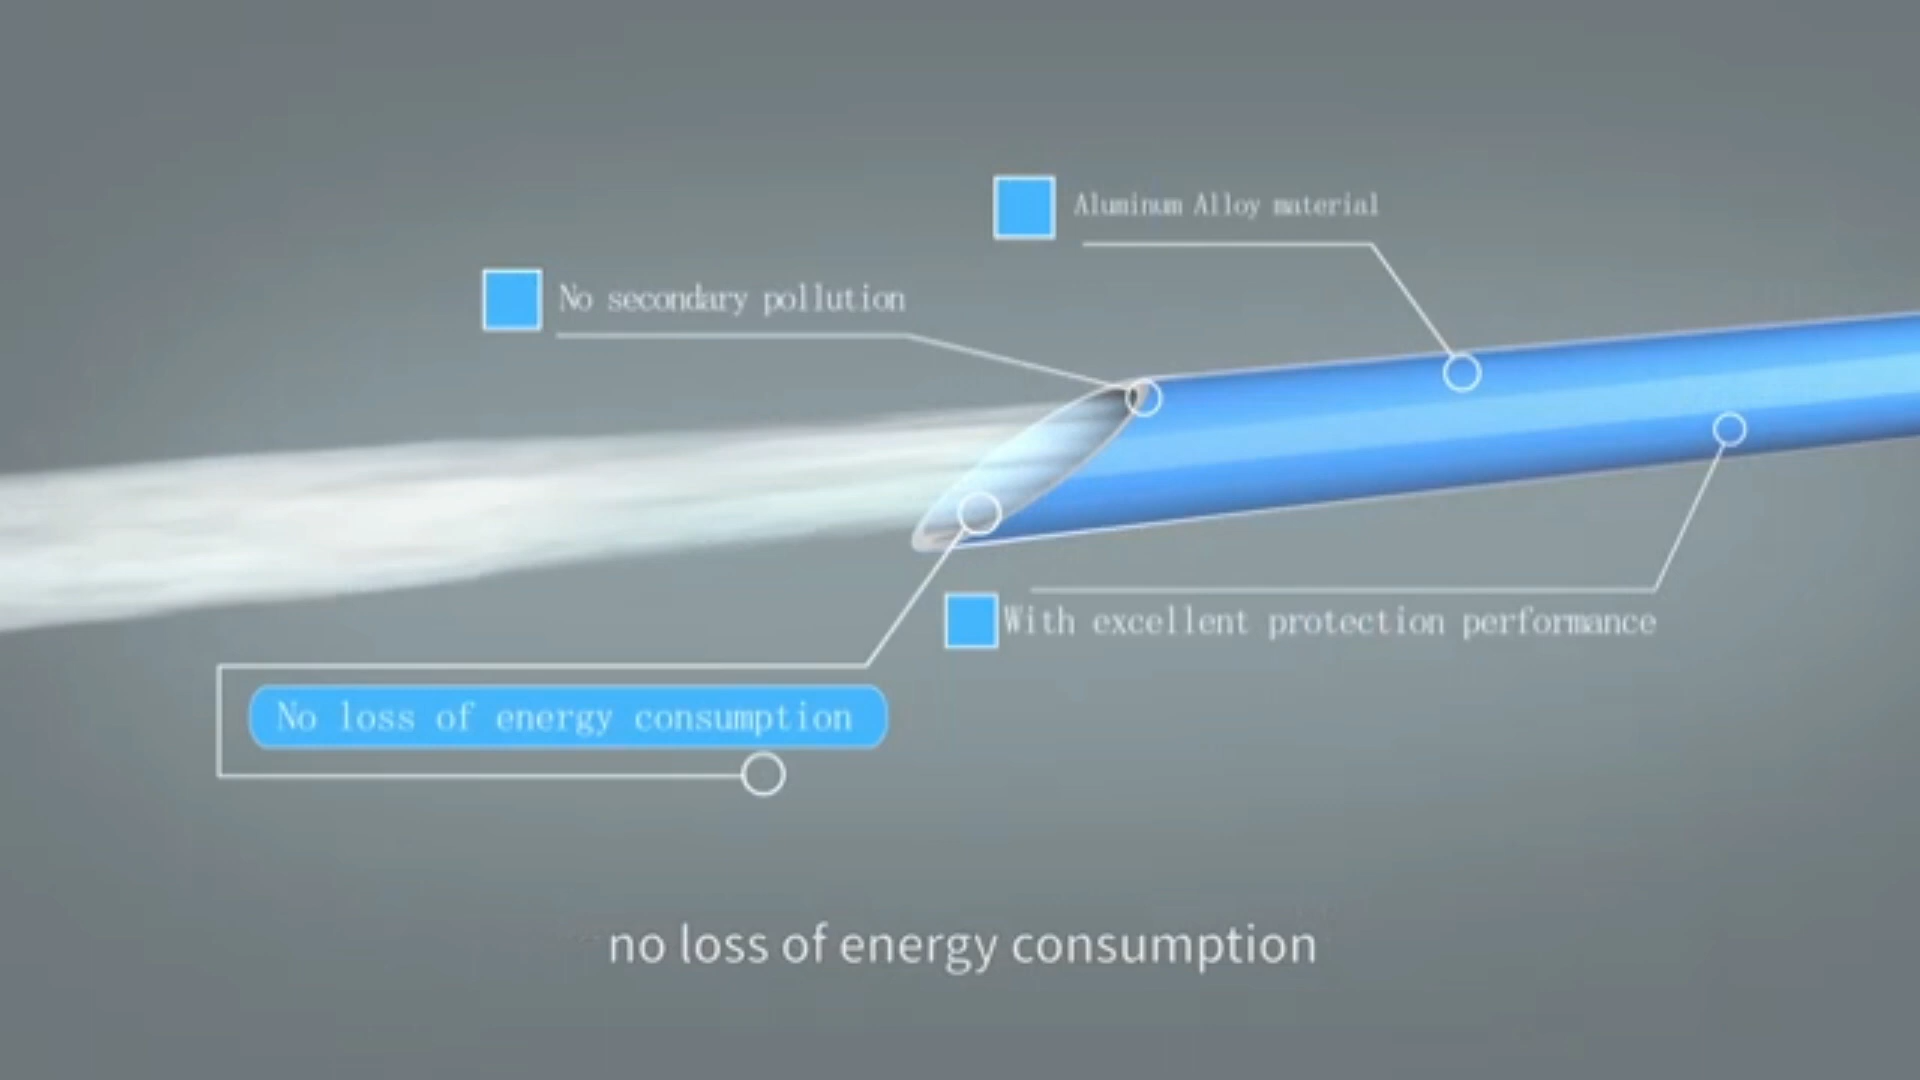 Aluminum Alloy material
No secondary pollution
With excellent protection performance
No loss of energy consumption
no loss of energy consumption